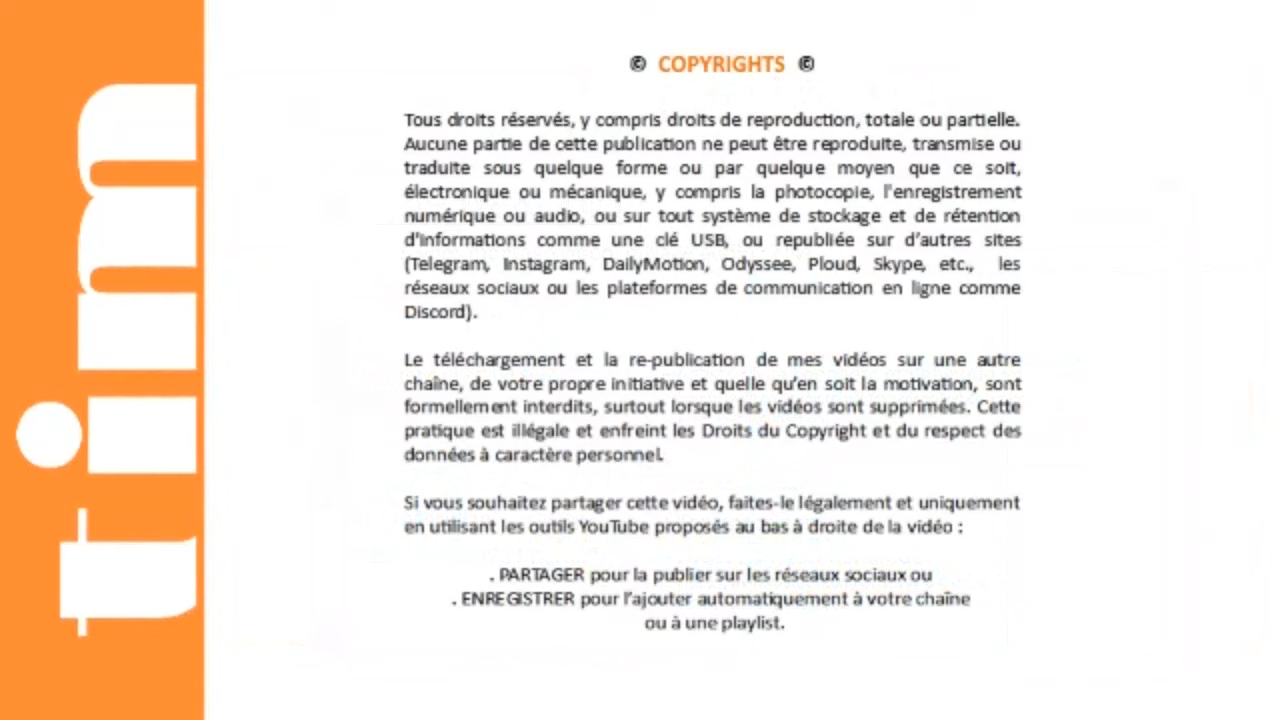 tim
© COPYRIGHTS ©
Tous droits réservés, y compris droits de reproduction, totale ou partielle.
Aucune partie de cette publication ne peut être reproduite, transmise ou
traduite sous quelque forme ou par quelque moyen que ce soit,
électronique ou mécanique, y compris la photocopie, l'enregistrement
numérique ou audio, ou sur tout système de stockage et de rétention
d'informations comme une clé USB, ou republiée sur d’autres sites
(Telegram, Instagram, DailyMotion, Odyssee, Ploud, Skype, etc., les
réseaux sociaux ou les plateformes de communication en ligne comme
Discord).
Le téléchargement et la re-publication de mes vidéos sur une autre
chaîne, de votre propre initiative et quelle qu’en soit la motivation, sont
formellement interdits, surtout lorsque les vidéos sont supprimées. Cette
pratique est illégale et enfreint les Droits du Copyright et du respect des
données à caractère personnel.
Si vous souhaitez partager cette vidéo, faites-le légalement et uniquement
en utilisant les outils YouTube proposés au bas à droite de la vidéo :
. PARTAGER pour la publier sur les réseaux sociaux ou
. ENREGISTRER pour l’ajouter automatiquement à votre chaîne
ou à une playlist.